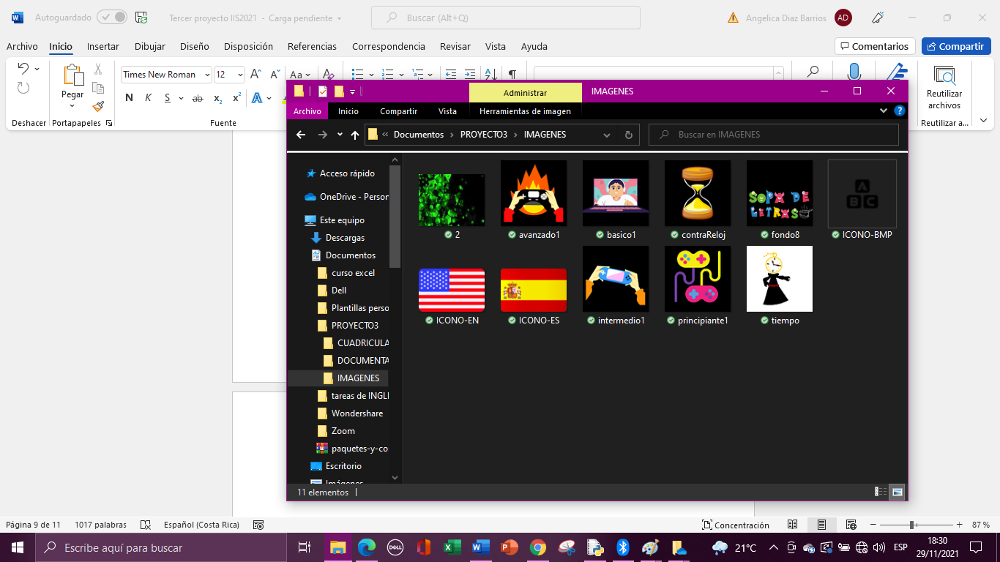 Autoguardado
Tercer proyecto IIS2021 - Carga pendiente
Buscar (Alt+Q)
Angelica Diaz Barrios
AD
Archivo Inicio Insertar Dibujar Diseño Disposición Referencias Correspondencia Revisar Vista Ayuda
Comentarios
Compartir
Times New Roman
12
Aa
Pegar
N K S ab x₂ x²
Deshacer
Portapapeles
Fuente
Reutilizar
archivos
Reutilizar a...
Administrar
IMAGENES
Archivo Inicio Compartir Vista Herramientas de imagen
« Documentos › PROYECTO3 › IMAGENES
Buscar en IMAGENES
Acceso rápido
OneDrive - Person
Este equipo
Descargas
Documentos
curso excel
Dell
Plantillas perso
PROYECTO3
CUADRICULA
DOCUMENTA
IMAGENES
tareas de INGLE
Wondershare
Zoom
paquetes-y-co
Escritorio
Imágenes
SOPA DE
LETRAS
A
B C
2
avanzado1
basico1
contraReloj
fondo8
ICONO-BMP
ICONO-EN
ICONO-ES
intermedio1
principiante1
tiempo
11 elementos
Página 9 de 11
1017 palabras
Español (Costa Rica)
Concentración
87 %
Escribe aquí para buscar
DELL
21°C
ESP
18:30
29/11/2021